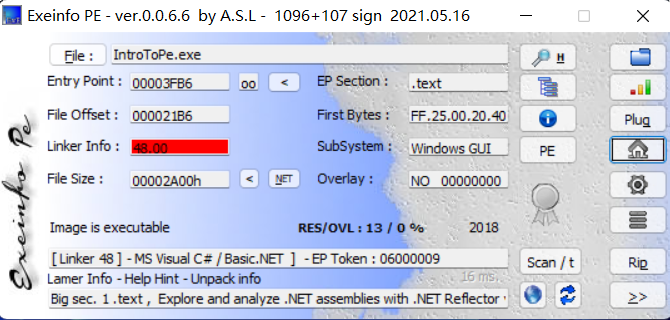 Exeinfo PE - ver.0.0.6.6 by A.S.L - 1096+107 sign 2021.05.16
File : IntroToPe.exe H
Entry Point : 00003FB6 oo < EP Section : .text
File Offset : 000021B6 First Bytes : FF.25.00.20.40 Plug
Linker Info : 48.00 SubSystem : Windows GUI PE
File Size : 00002A00h < NET Overlay : NO 00000000
Image is executable RES/OVL : 13 / 0 % 2018
[ Linker 48 ] - MS Visual C# / Basic.NET ] - EP Token : 06000009 Scan / t Rip
Lamer Info - Help Hint - Unpack info 16 ms.
Big sec. 1 .text , Explore and analyze .NET assemblies with .NET Reflector >>
Exeinfo Pe